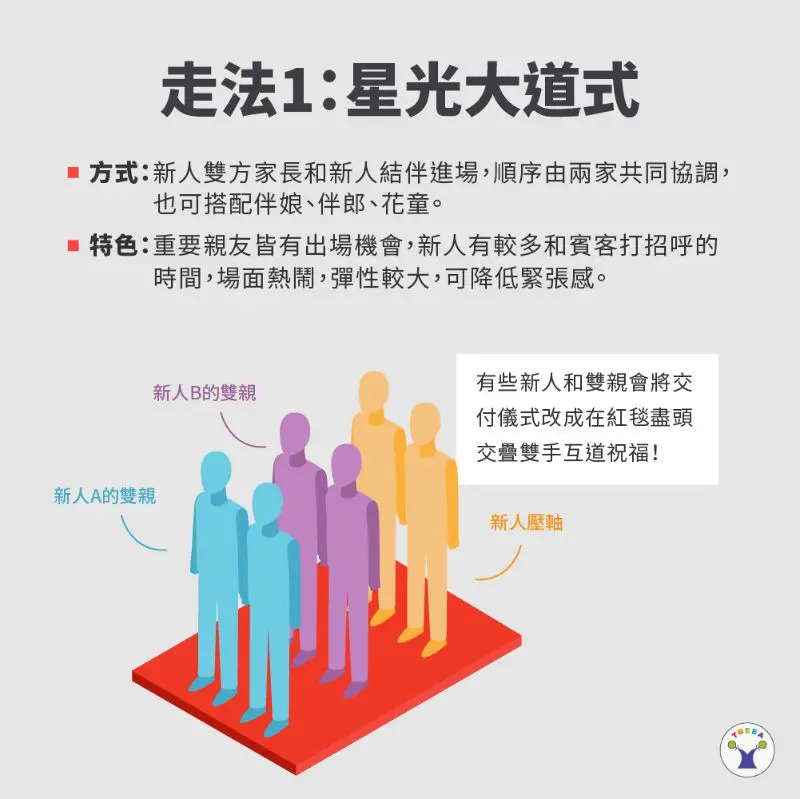 走法1：星光大道式
方式：新人雙方家長和新人結伴進場，順序由兩家共同協調，
也可搭配伴娘、伴郎、花童。
特色：重要親友皆有出場機會，新人有較多和賓客打招呼的
時間，場面熱鬧，彈性較大，可降低緊張感。
有些新人和雙親會將交
付儀式改成在紅毯盡頭
交疊雙手互道祝福！
新人B的雙親
新人A的雙親
新人壓軸
TGEEA